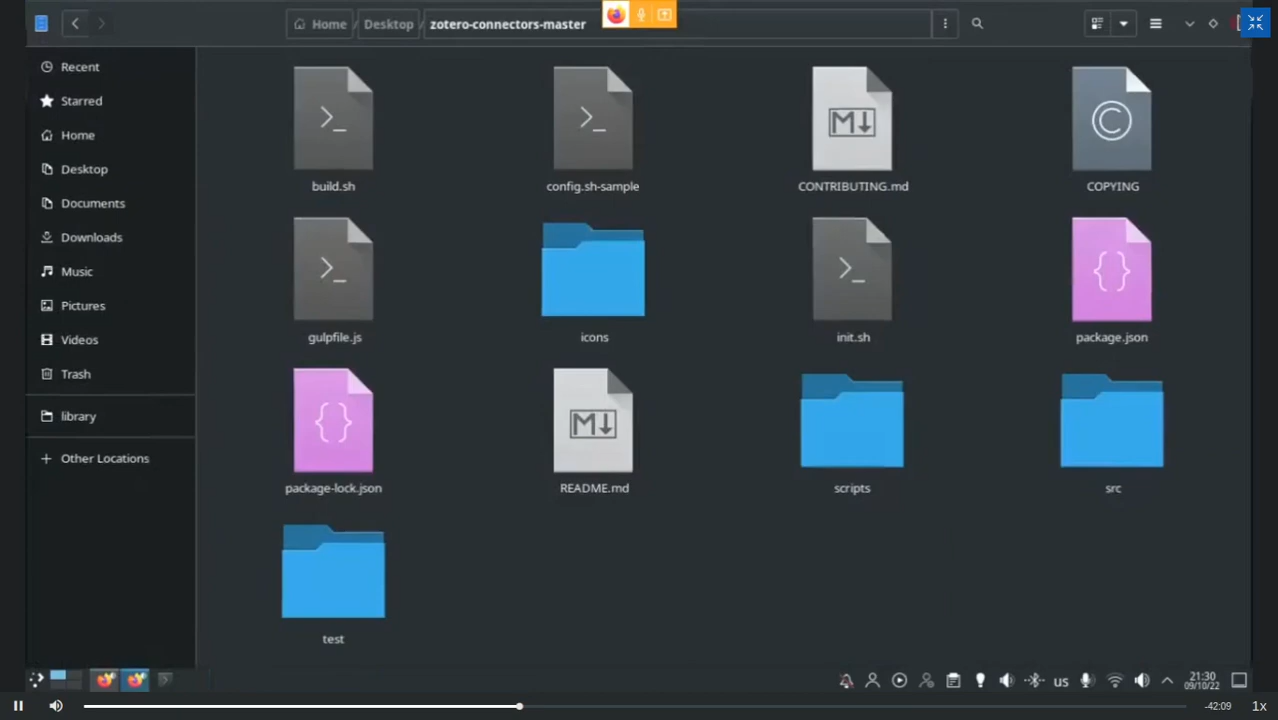 Home Desktop zotero-connectors-master
Recent
Starred
Home
Desktop
Documents
Downloads
Music
Pictures
Videos
Trash
library
Other Locations
build.sh
config.sh-sample
CONTRIBUTING.md
COPYING
gulpfile.js
icons
init.sh
package.json
package-lock.json
README.md
scripts
src
test
us
21:30
09/10/22
-42:09
1x